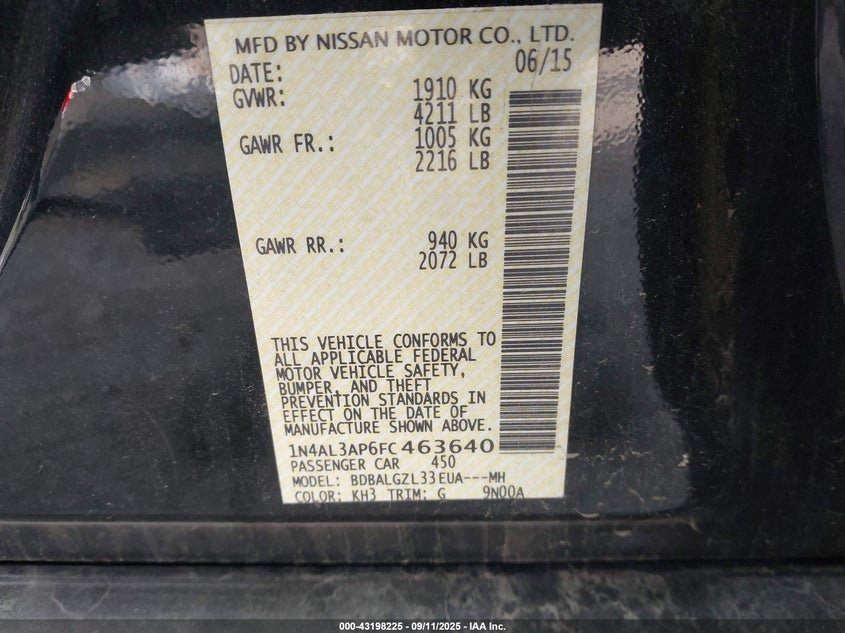 MFD BY NISSAN MOTOR CO., LTD.
DATE: 06/15
GVWR: 1910 KG
4211 LB
GAWR FR.: 1005 KG
2216 LB
GAWR RR.: 940 KG
2072 LB
THIS VEHICLE CONFORMS TO
ALL APPLICABLE FEDERAL
MOTOR VEHICLE SAFETY,
BUMPER, AND THEFT
PREVENTION STANDARDS IN
EFFECT ON THE DATE OF
MANUFACTURE SHOWN ABOVE.
1N4AL3AP6FC463640
PASSENGER CAR 450
MODEL: BDBALGZL33EUA---MH
COLOR: KH3 TRIM: G 9N00A
000-43198225 - 09/11/2025 - IAA Inc.